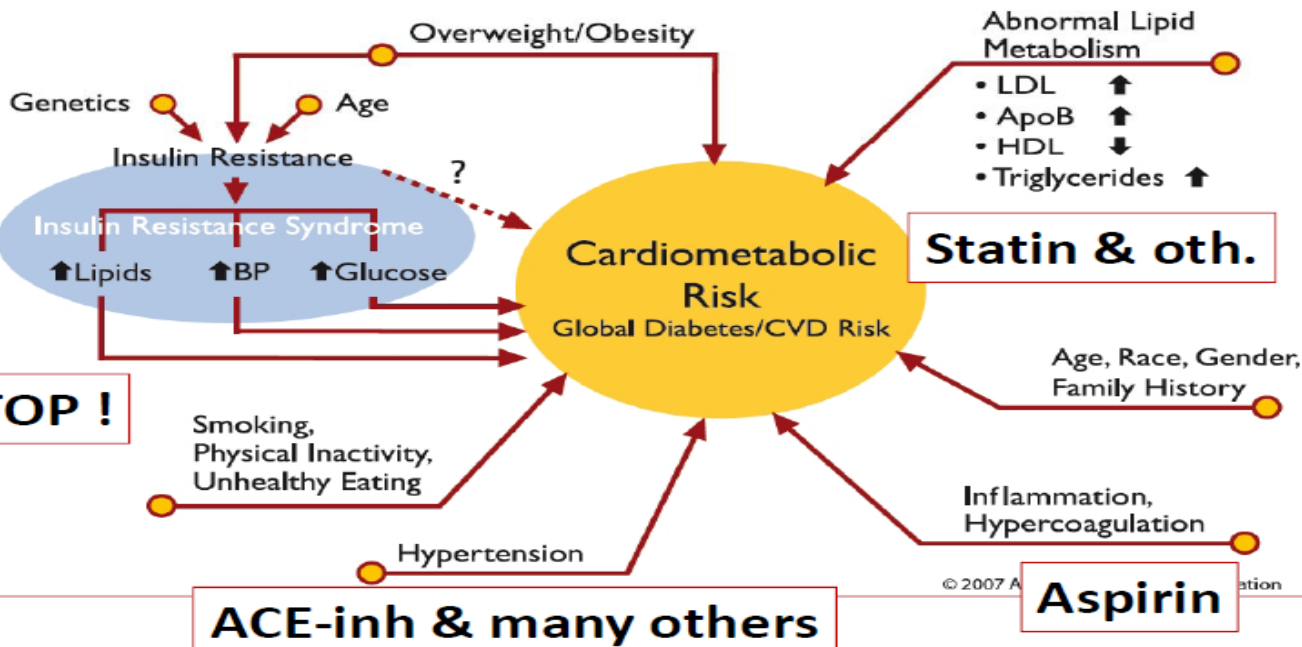 Overweight/Obesity
Abnormal Lipid
Metabolism
• LDL ⬆
• ApoB ⬆
• HDL ⬇
• Triglycerides ⬆
Genetics
Age
Insulin Resistance
?
Insulin Resistance Syndrome
⬆Lipids ⬆BP ⬆Glucose
Cardiometabolic
Risk
Global Diabetes/CVD Risk
Statin & oth.
Age, Race, Gender,
Family History
TOP !
Smoking,
Physical Inactivity,
Unhealthy Eating
Inflammation,
Hypercoagulation
Hypertension
© 2007
Aspirin
ACE-inh & many others